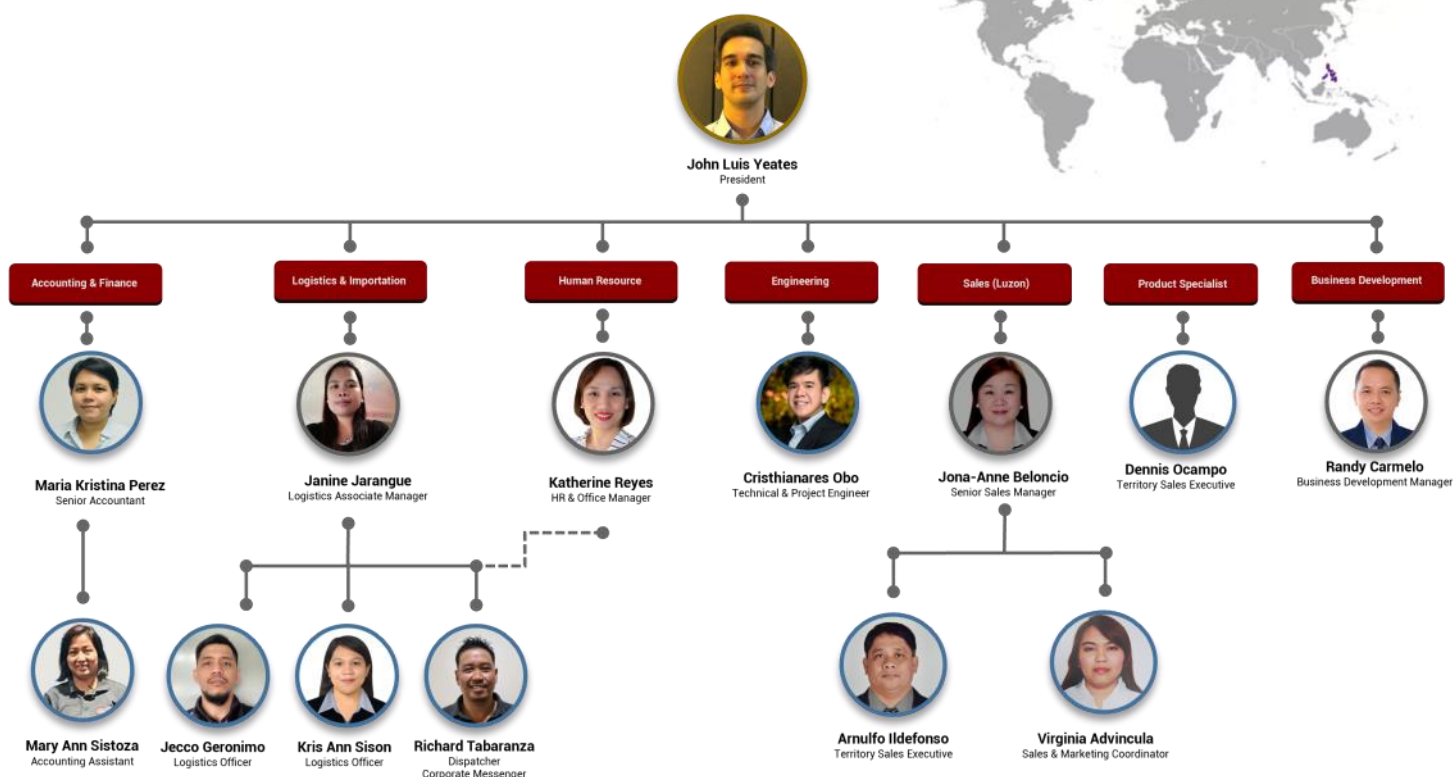 John Luis Yeates
President
Accounting & Finance
Logistics & Importation
Human Resource
Engineering
Sales (Luzon)
Product Specialist
Business Development
Maria Kristina Perez
Senior Accountant
Janine Jarangue
Logistics Associate Manager
Katherine Reyes
HR & Office Manager
Cristhianares Obo
Technical & Project Engineer
Jona-Anne Beloncio
Senior Sales Manager
Dennis Ocampo
Territory Sales Executive
Randy Carmelo
Business Development Manager
Mary Ann Sistoza
Accounting Assistant
Jecco Geronimo
Logistics Officer
Kris Ann Sison
Logistics Officer
Richard Tabaranza
Dispatcher
Corporate Messenger
Arnulfo Ildefonso
Territory Sales Executive
Virginia Advincula
Sales & Marketing Coordinator